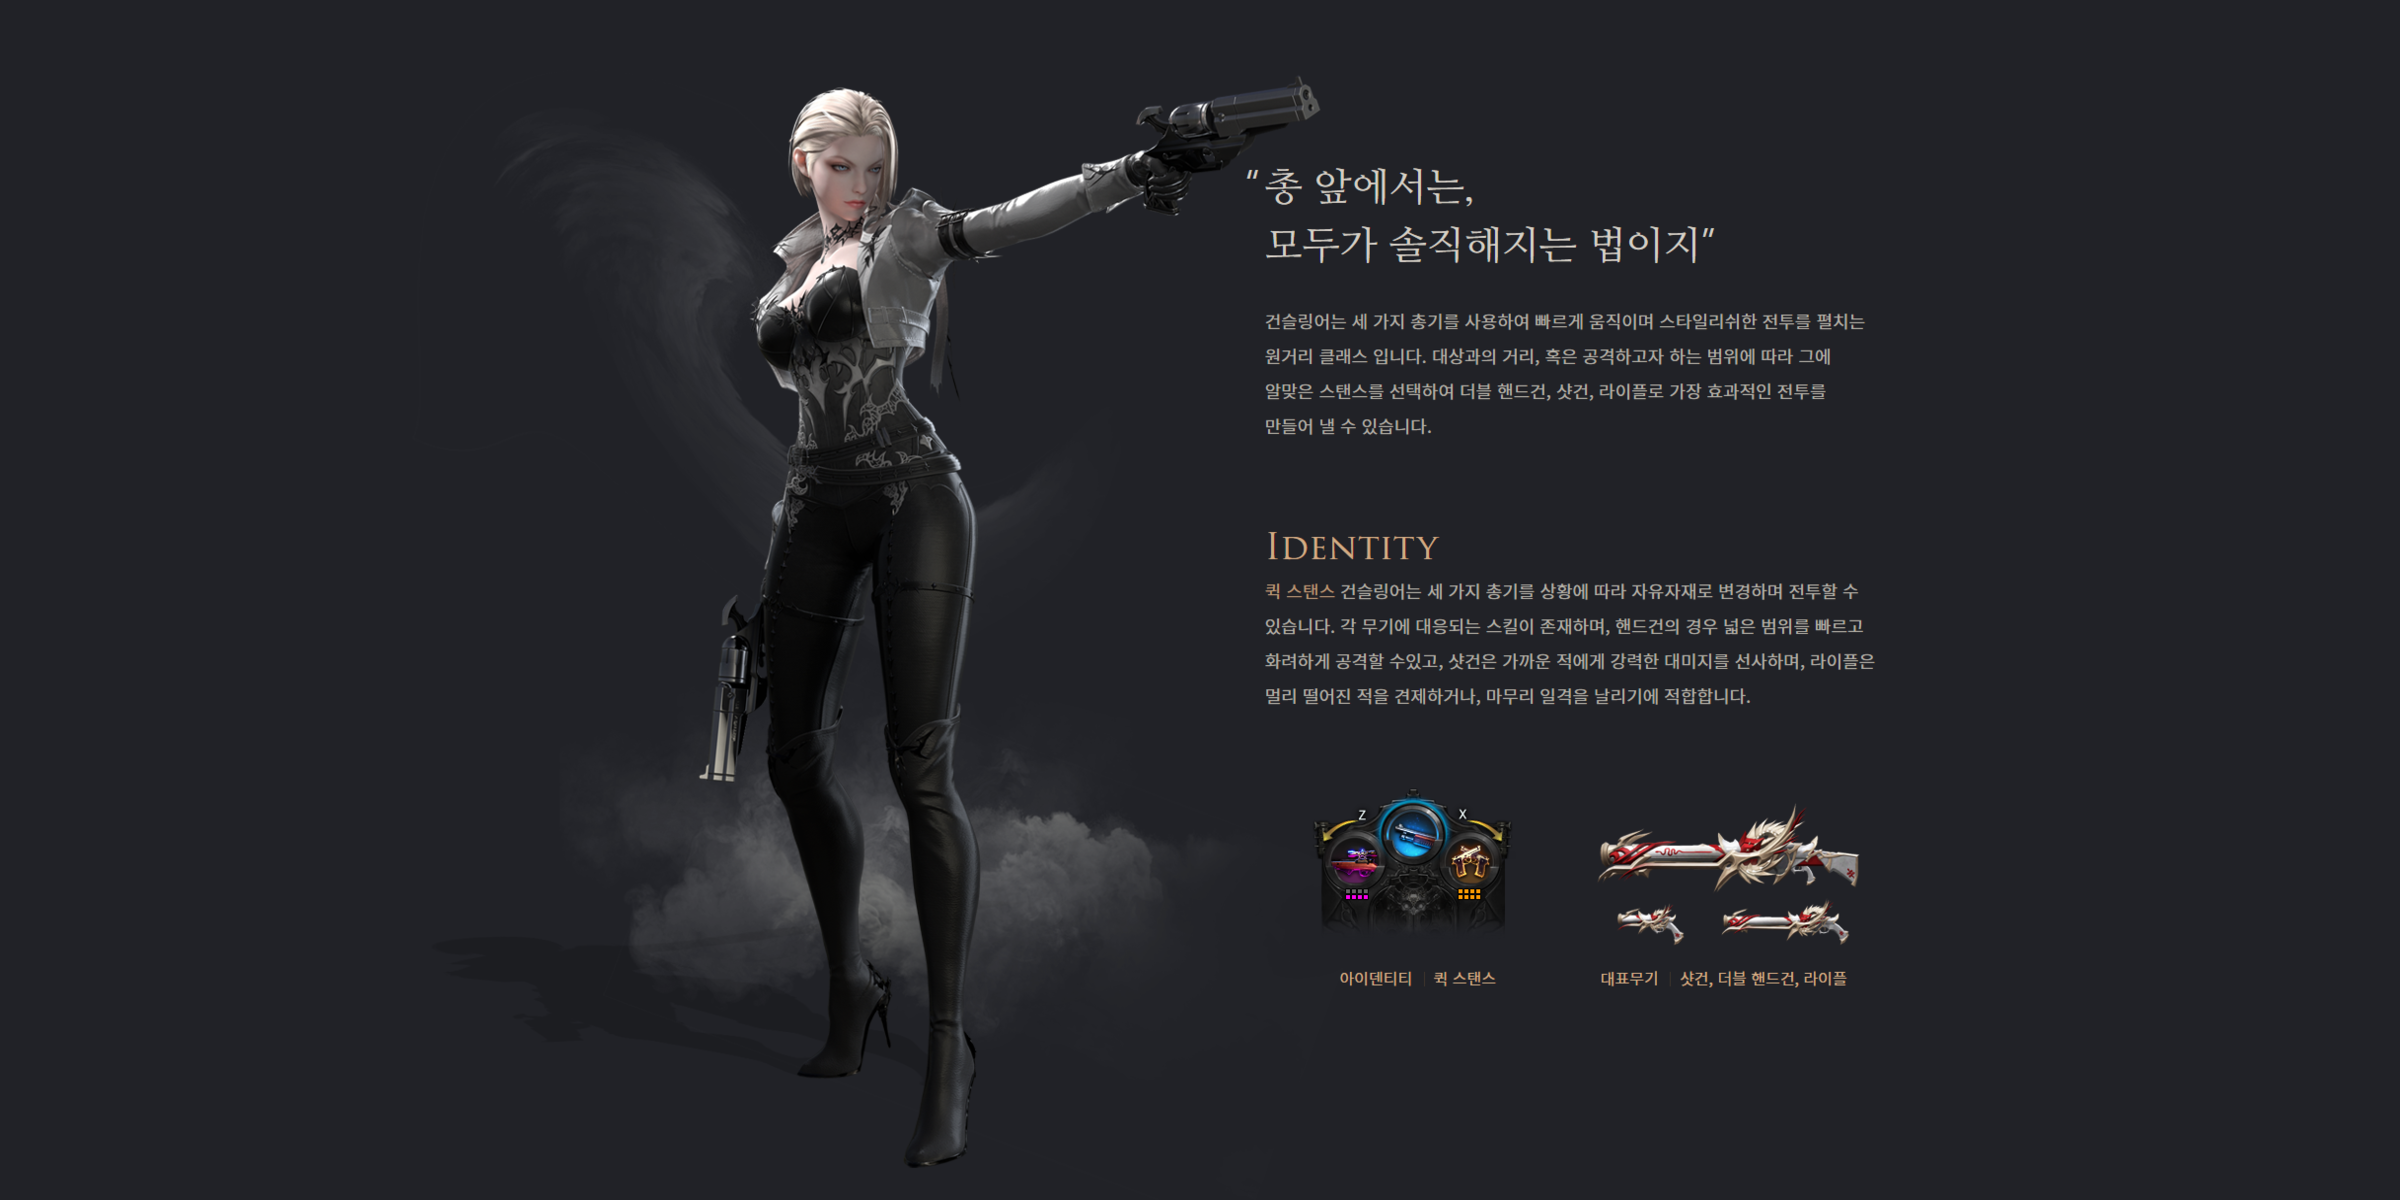 “총 앞에서는,
모두가 솔직해지는 법이지”
건슬링어는 세 가지 총기를 사용하여 빠르게 움직이며 스타일리쉬한 전투를 펼치는
원거리 클래스 입니다. 대상과의 거리, 혹은 공격하고자 하는 범위에 따라 그에
알맞은 스탠스를 선택하여 더블 핸드건, 샷건, 라이플로 가장 효과적인 전투를
만들어 낼 수 있습니다.
IDENTITY
퀵 스탠스 건슬링어는 세 가지 총기를 상황에 따라 자유자재로 변경하며 전투할 수
있습니다. 각 무기에 대응되는 스킬이 존재하며, 핸드건의 경우 넓은 범위를 빠르고
화려하게 공격할 수있고, 샷건은 가까운 적에게 강력한 대미지를 선사하며, 라이플은
멀리 떨어진 적을 견제하거나, 마무리 일격을 날리기에 적합합니다.
Z X
아이덴티티 | 퀵 스탠스
대표무기 | 샷건, 더블 핸드건, 라이플